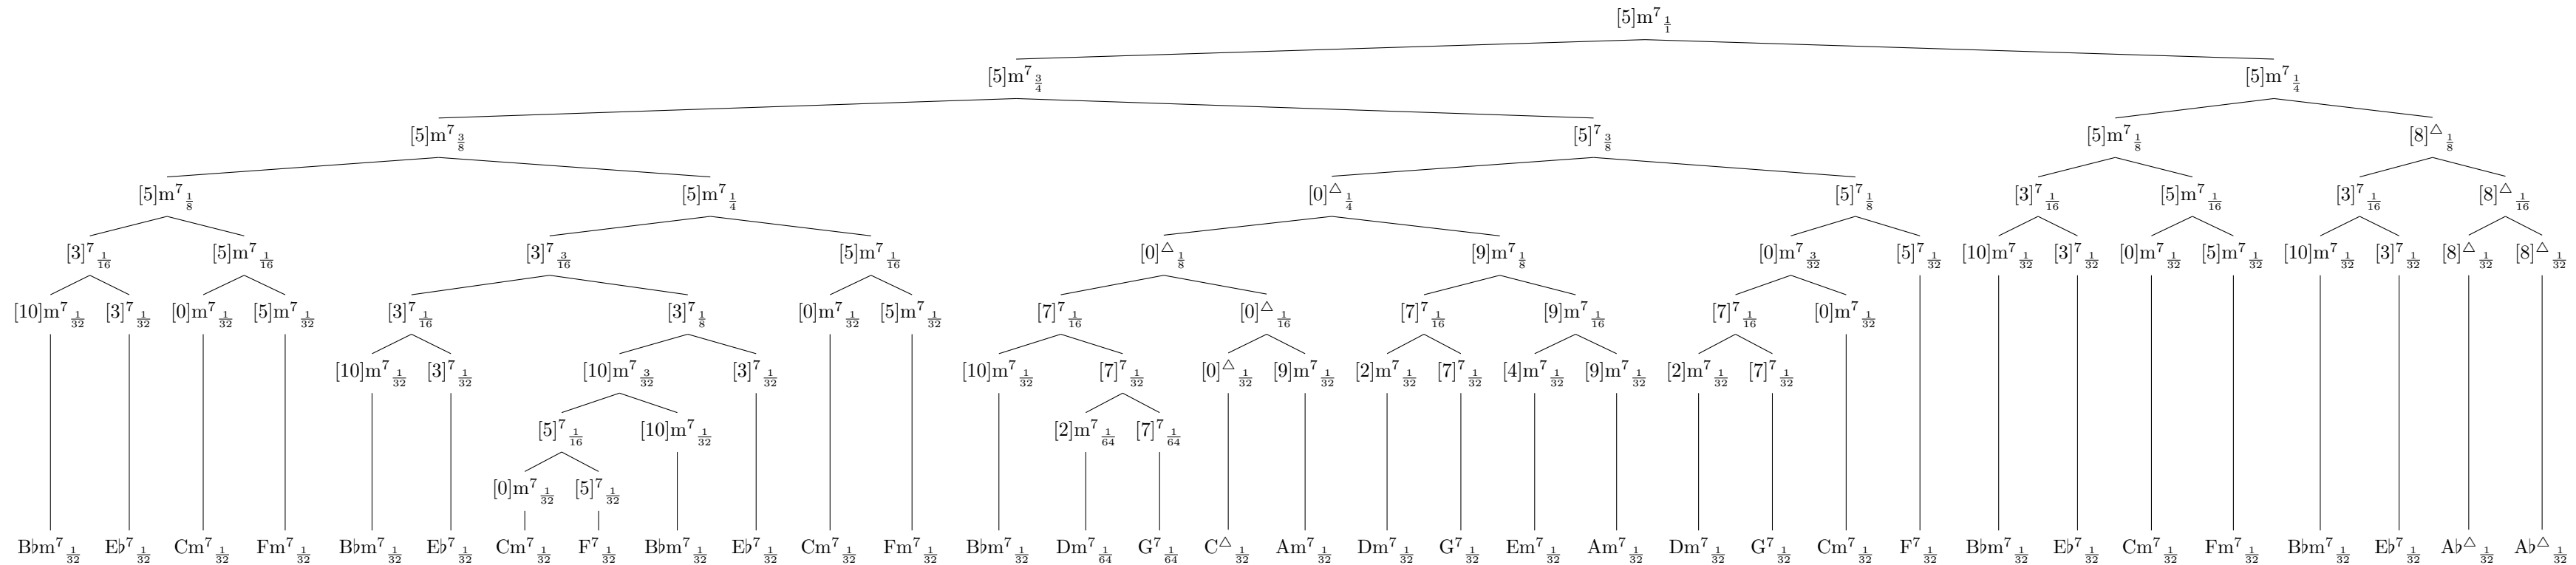 [5]m⁷ 1/1
[5]m⁷ 3/4 [5]m⁷ 1/4
[5]m⁷ 3/8 [5]⁷ 3/8 [5]m⁷ 1/8 [8]△ 1/8
[5]m⁷ 1/8 [5]m⁷ 1/4 [0]△ 1/4 [5]⁷ 1/8 [3]⁷ 1/16 [5]m⁷ 1/16 [3]⁷ 1/16 [8]△ 1/16
[3]⁷ 1/16 [5]m⁷ 1/16 [3]⁷ 3/16 [5]m⁷ 1/16 [0]△ 1/8 [9]m⁷ 1/8 [0]m⁷ 3/32 [5]⁷ 1/32 [10]m⁷ 1/32 [3]⁷ 1/32 [0]m⁷ 1/32 [5]m⁷ 1/32 [10]m⁷ 1/32 [3]⁷ 1/32 [8]△ 1/32 [8]△ 1/32
[10]m⁷ 1/32 [3]⁷ 1/32 [0]m⁷ 1/32 [5]m⁷ 1/32 [3]⁷ 1/16 [3]⁷ 1/8 [0]m⁷ 1/32 [5]m⁷ 1/32 [7]⁷ 1/16 [0]△ 1/16 [7]⁷ 1/16 [9]m⁷ 1/16 [7]⁷ 1/16 [0]m⁷ 1/32
[10]m⁷ 1/32 [3]⁷ 1/32 [10]m⁷ 3/32 [3]⁷ 1/32 [10]m⁷ 1/32 [7]⁷ 1/32 [0]△ 1/32 [9]m⁷ 1/32 [2]m⁷ 1/32 [7]⁷ 1/32 [4]m⁷ 1/32 [9]m⁷ 1/32 [2]m⁷ 1/32 [7]⁷ 1/32
[5]⁷ 1/16 [10]m⁷ 1/32 [2]m⁷ 1/64 [7]⁷ 1/64
[0]m⁷ 1/32 [5]⁷ 1/32
B♭m⁷ 1/32 E♭⁷ 1/32 Cm⁷ 1/32 Fm⁷ 1/32 B♭m⁷ 1/32 E♭⁷ 1/32 Cm⁷ 1/32 F⁷ 1/32 B♭m⁷ 1/32 E♭⁷ 1/32 Cm⁷ 1/32 Fm⁷ 1/32 B♭m⁷ 1/32 Dm⁷ 1/64 G⁷ 1/64 C△ 1/32 Am⁷ 1/32 Dm⁷ 1/32 G⁷ 1/32 Em⁷ 1/32 Am⁷ 1/32 Dm⁷ 1/32 G⁷ 1/32 Cm⁷ 1/32 F⁷ 1/32 B♭m⁷ 1/32 E♭⁷ 1/32 Cm⁷ 1/32 Fm⁷ 1/32 B♭m⁷ 1/32 E♭⁷ 1/32 A♭△ 1/32 A♭△ 1/32